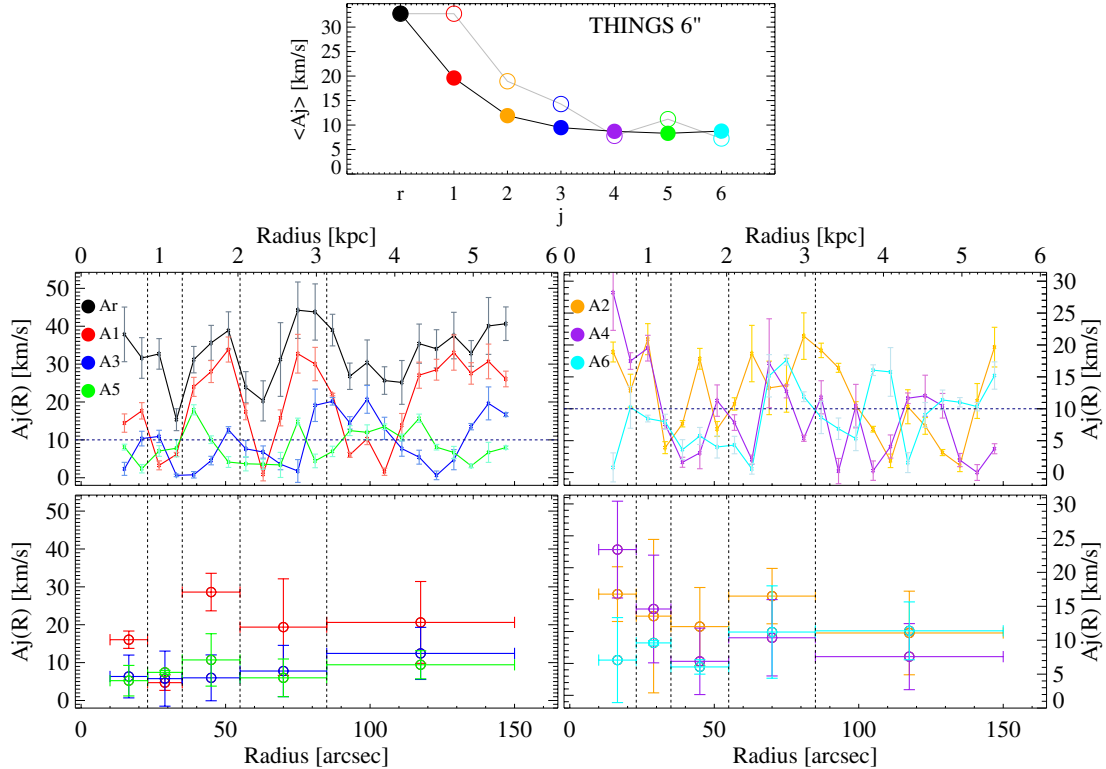 THINGS 6"
<Aj> [km/s]
30
25
20
15
10
5
0
r 1 2 3 4 5 6
j
Radius [kpc] Radius [kpc]
0 1 2 3 4 5 6 0 1 2 3 4 5 6
Aj(R) [km/s]
50
40
30
20
10
0
Ar
A1
A3
A5
A2
A4
A6
30
25
20
15
10
5
0
Aj(R) [km/s]
Aj(R) [km/s]
50
40
30
20
10
0
30
25
20
15
10
5
0
Aj(R) [km/s]
0 50 100 150 0 50 100 150
Radius [arcsec] Radius [arcsec]